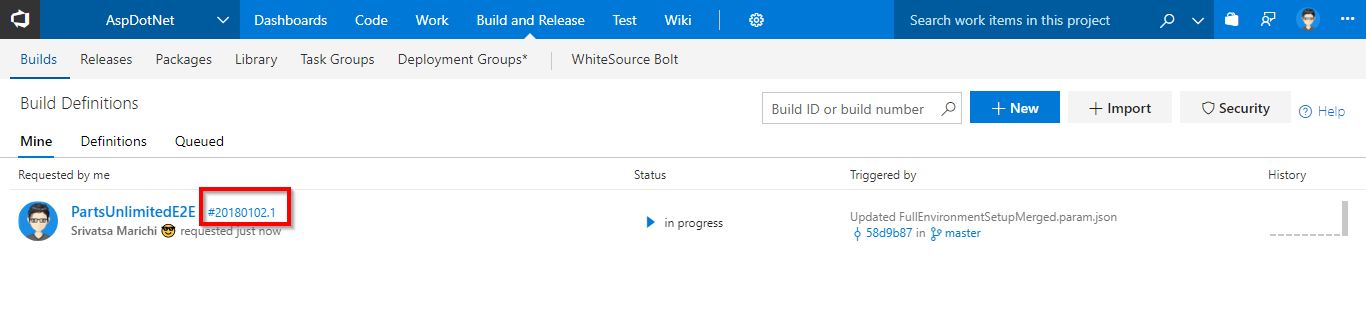 AspDotNet Dashboards Code Work Build and Release Test Wiki Search work items in this project
Builds Releases Packages Library Task Groups Deployment Groups* WhiteSource Bolt
Build Definitions Build ID or build number + New + Import Security Help
Mine Definitions Queued
Requested by me Status Triggered by History
PartsUnlimitedE2E #20180102.1 in progress Updated FullEnvironmentSetupMerged.param.json
Srivatsa Marichi 😎 requested just now 58d9b87 in master